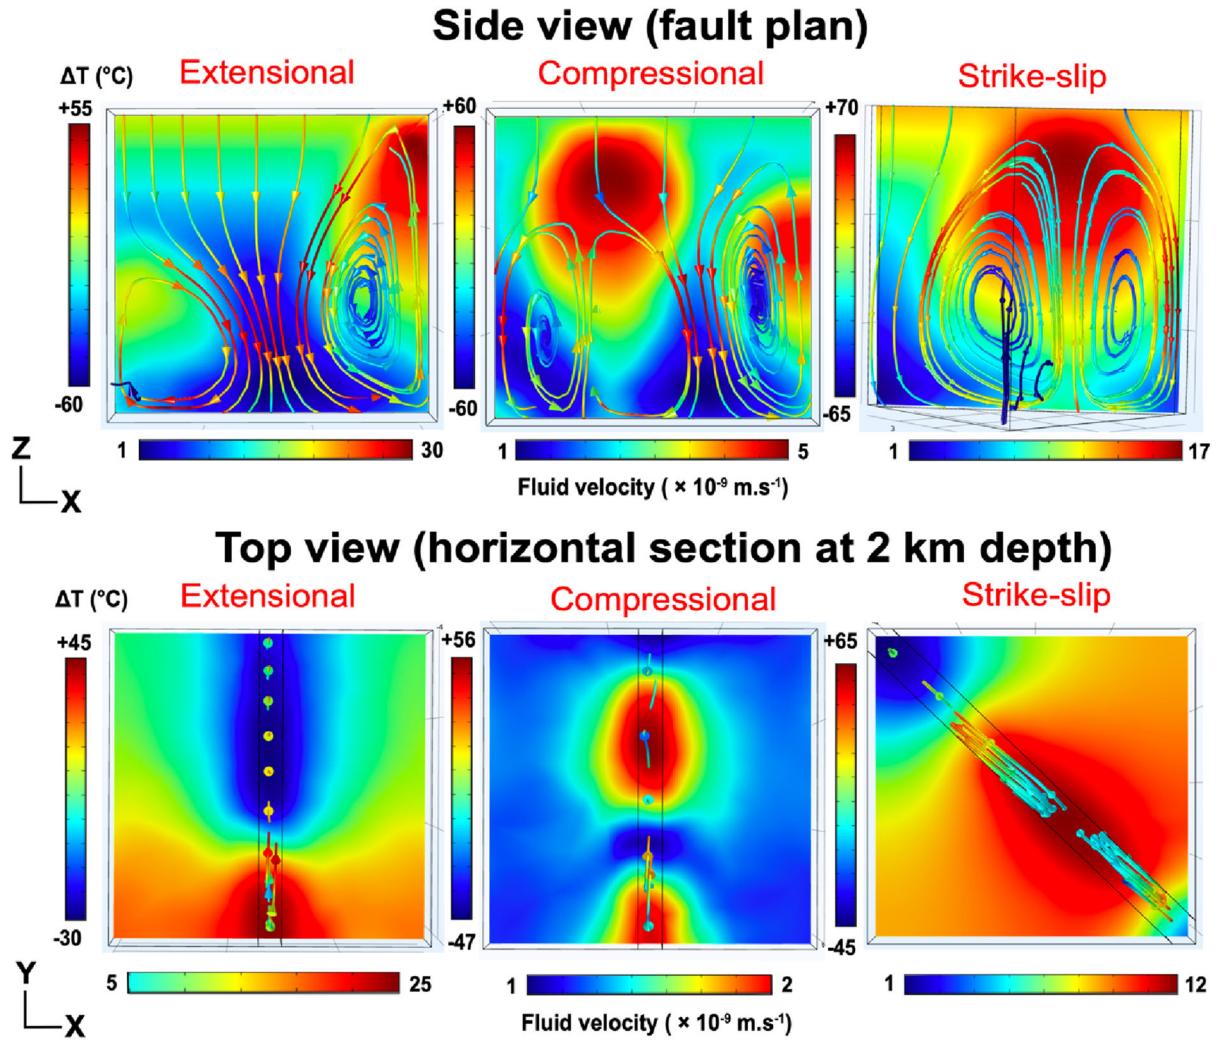 Side view (fault plan)
ΔT (°C) Extensional Compressional Strike-slip
+55 +60 +70
-60 -60 -65
1 30 1 5 1 17
Z
X
Fluid velocity ( × 10⁻⁹ m.s⁻¹)
Top view (horizontal section at 2 km depth)
ΔT (°C) Extensional Compressional Strike-slip
+45 +56 +65
-30 -47 -45
Y
X
5 25 1 2 1 12
Fluid velocity ( × 10⁻⁹ m.s⁻¹)